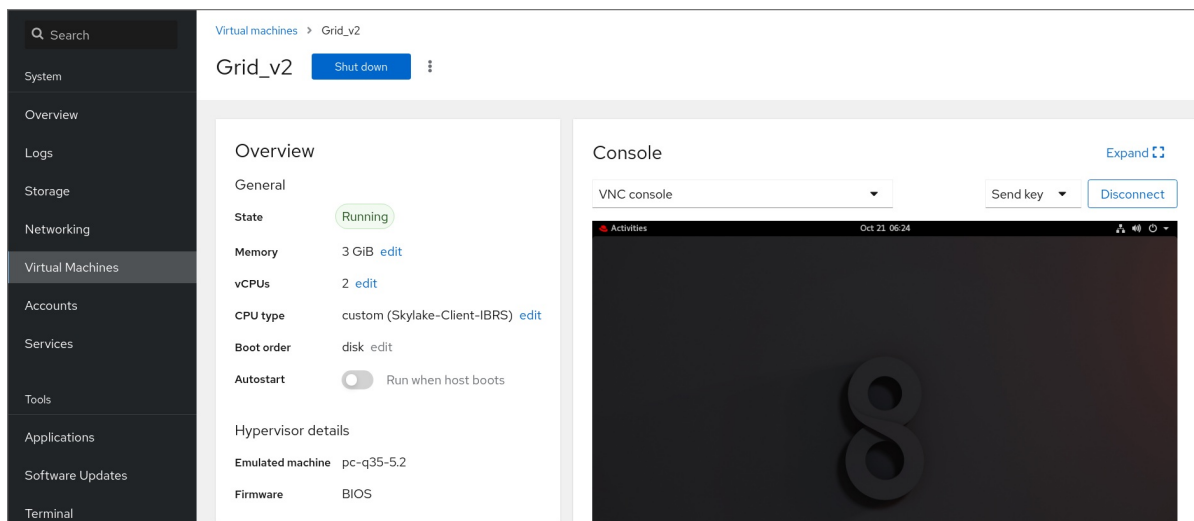 Search
System
Overview
Logs
Storage
Networking
Virtual Machines
Accounts
Services
Tools
Applications
Software Updates
Terminal
Virtual machines > Grid_v2
Grid_v2 Shut down
Overview
General
State Running
Memory 3 GiB edit
vCPUs 2 edit
CPU type custom (Skylake-Client-IBRS) edit
Boot order disk edit
Autostart Run when host boots
Hypervisor details
Emulated machine pc-q35-5.2
Firmware BIOS
Console Expand
VNC console Send key Disconnect
Activities Oct 21 06:24
8